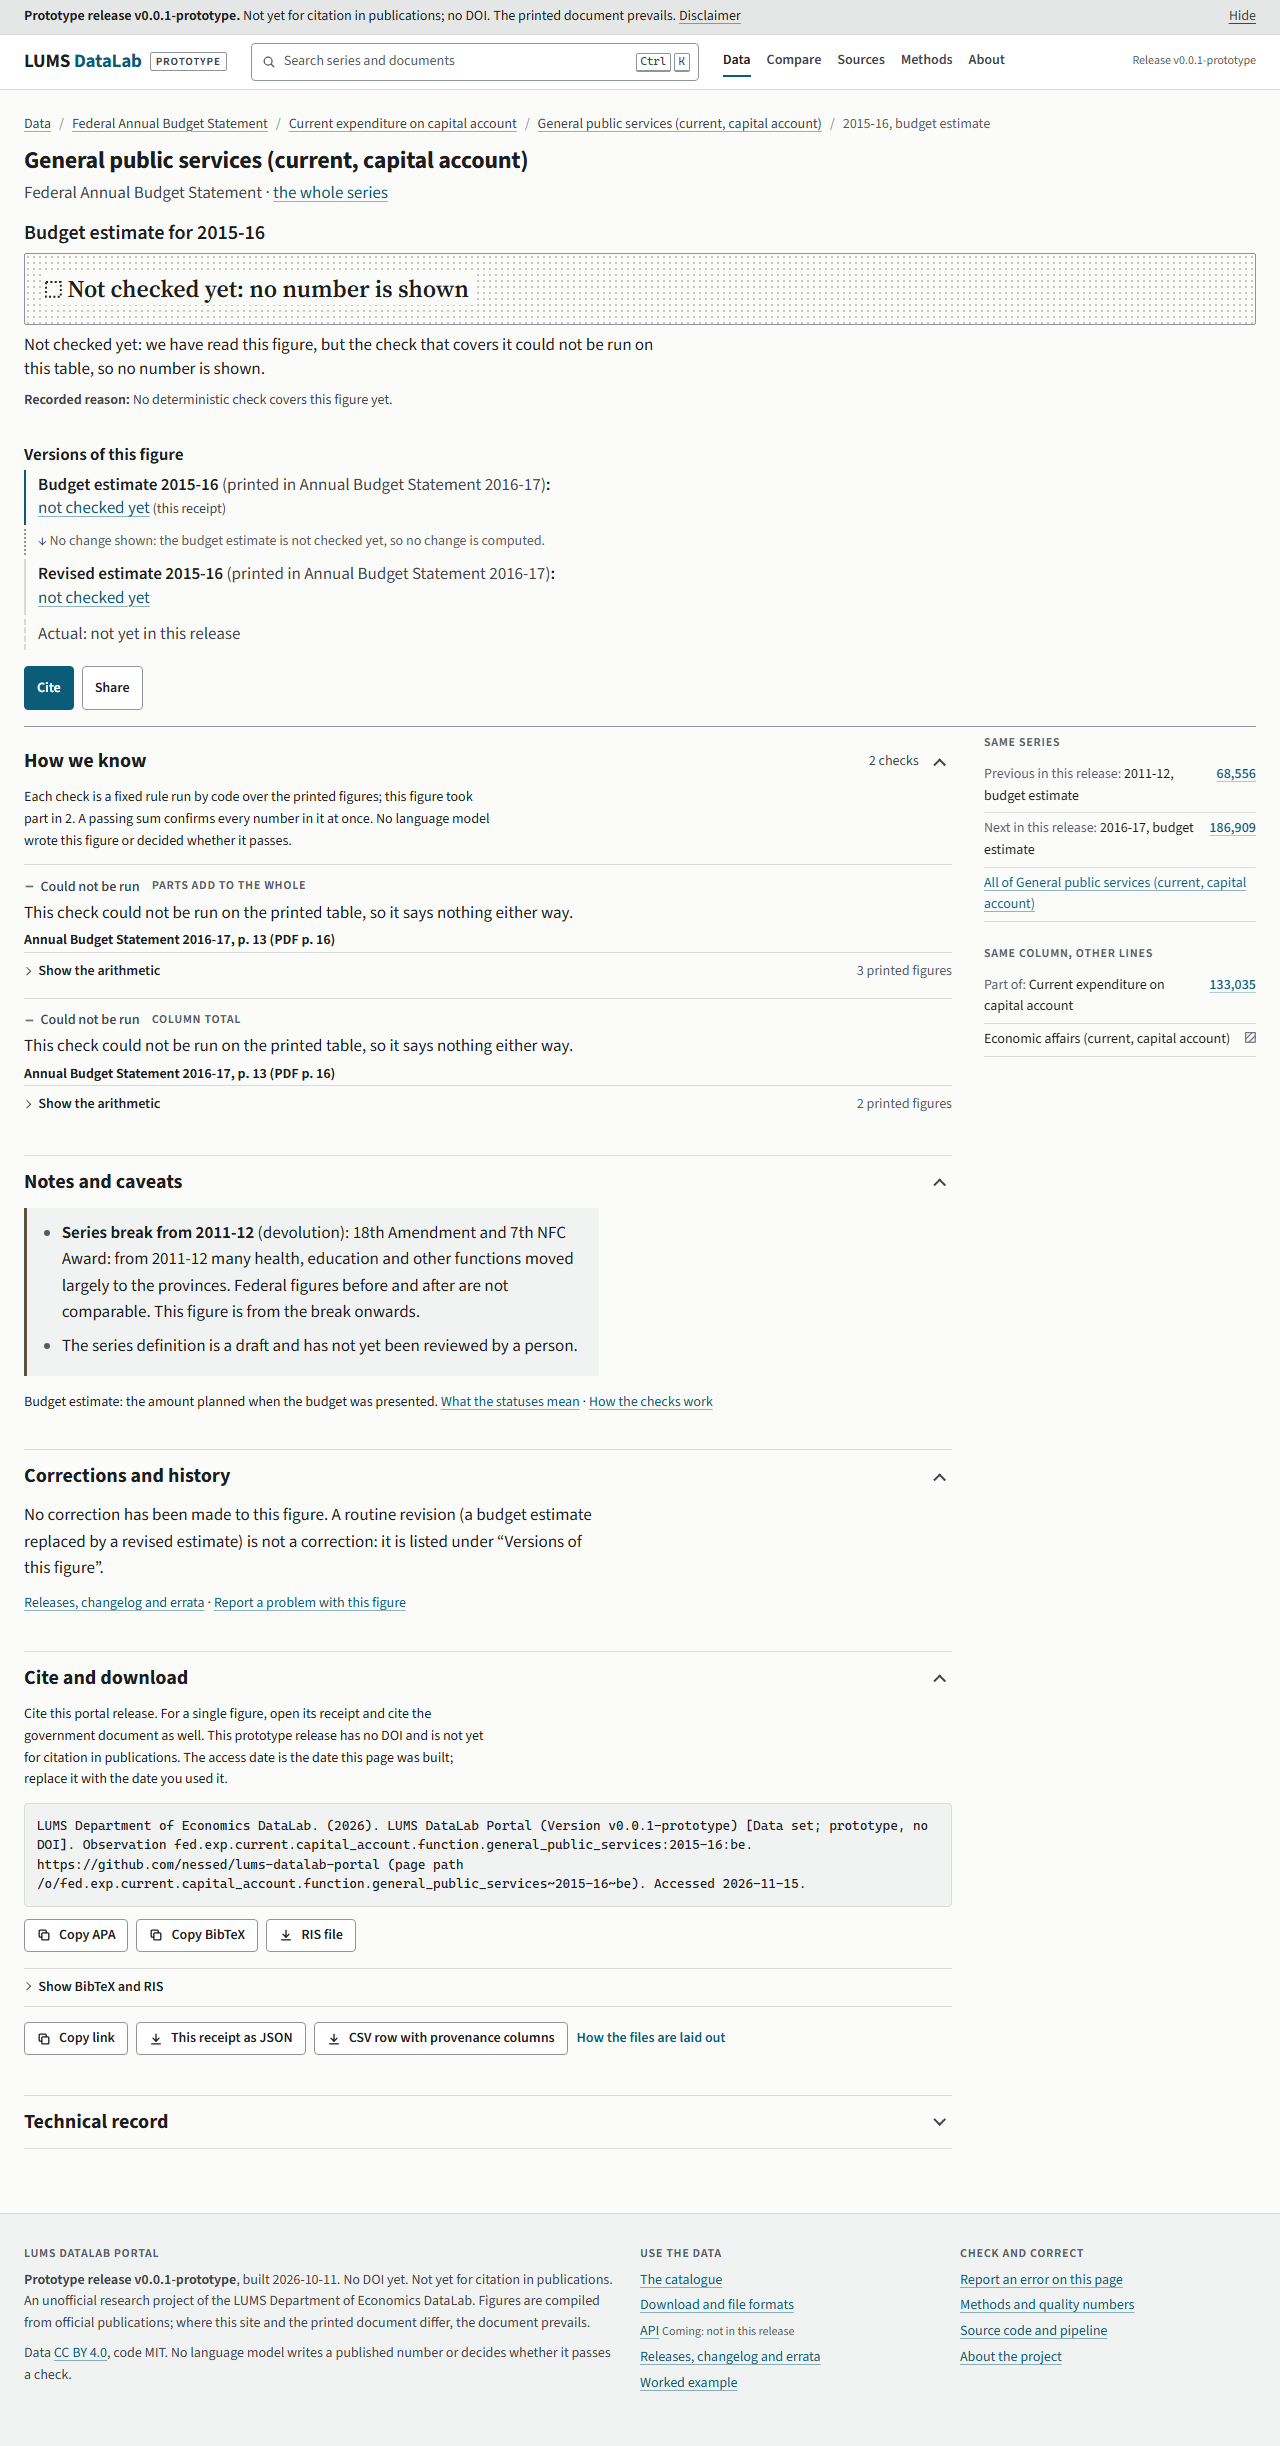 Prototype release v0.0.1-prototype. Not yet for citation in publications; no DOI. The printed document prevails. Disclaimer
Hide
LUMS DataLab PROTOTYPE
Search series and documents
Ctrl K
Data Compare Sources Methods About
Release v0.0.1-prototype
Data / Federal Annual Budget Statement / Current expenditure on capital account / General public services (current, capital account) / 2015-16, budget estimate
General public services (current, capital account)
Federal Annual Budget Statement · the whole series
Budget estimate for 2015-16
Not checked yet: no number is shown
Not checked yet: we have read this figure, but the check that covers it could not be run on
this table, so no number is shown.
Recorded reason: No deterministic check covers this figure yet.
Versions of this figure
Budget estimate 2015-16 (printed in Annual Budget Statement 2016-17):
not checked yet (this receipt)
↓ No change shown: the budget estimate is not checked yet, so no change is computed.
Revised estimate 2015-16 (printed in Annual Budget Statement 2016-17):
not checked yet
Actual: not yet in this release
Cite
Share
How we know
2 checks
Each check is a fixed rule run by code over the printed figures; this figure took
part in 2. A passing sum confirms every number in it at once. No language model
wrote this figure or decided whether it passes.
– Could not be run PARTS ADD TO THE WHOLE
This check could not be run on the printed table, so it says nothing either way.
Annual Budget Statement 2016-17, p. 13 (PDF p. 16)
Show the arithmetic
3 printed figures
– Could not be run COLUMN TOTAL
This check could not be run on the printed table, so it says nothing either way.
Annual Budget Statement 2016-17, p. 13 (PDF p. 16)
Show the arithmetic
2 printed figures
SAME SERIES
Previous in this release: 2011-12, 68,556
budget estimate
Next in this release: 2016-17, budget 186,909
estimate
All of General public services (current, capital
account)
SAME COLUMN, OTHER LINES
Part of: Current expenditure on 133,035
capital account
Economic affairs (current, capital account)
Notes and caveats
• Series break from 2011-12 (devolution): 18th Amendment and 7th NFC
Award: from 2011-12 many health, education and other functions moved
largely to the provinces. Federal figures before and after are not
comparable. This figure is from the break onwards.
• The series definition is a draft and has not yet been reviewed by a person.
Budget estimate: the amount planned when the budget was presented. What the statuses mean · How the checks work
Corrections and history
No correction has been made to this figure. A routine revision (a budget estimate
replaced by a revised estimate) is not a correction: it is listed under “Versions of
this figure”.
Releases, changelog and errata · Report a problem with this figure
Cite and download
Cite this portal release. For a single figure, open its receipt and cite the
government document as well. This prototype release has no DOI and is not yet
for citation in publications. The access date is the date this page was built;
replace it with the date you used it.
LUMS Department of Economics DataLab. (2026). LUMS DataLab Portal (Version v0.0.1-prototype) [Data set; prototype, no
DOI]. Observation fed.exp.current.capital_account.function.general_public_services:2015-16:be.
https://github.com/nessed/lums-datalab-portal (page path
/o/fed.exp.current.capital_account.function.general_public_services~2015-16~be). Accessed 2026-11-15.
Copy APA
Copy BibTeX
RIS file
Show BibTeX and RIS
Copy link
This receipt as JSON
CSV row with provenance columns
How the files are laid out
Technical record
LUMS DATALAB PORTAL
Prototype release v0.0.1-prototype, built 2026-10-11. No DOI yet. Not yet for citation in publications.
An unofficial research project of the LUMS Department of Economics DataLab. Figures are compiled
from official publications; where this site and the printed document differ, the document prevails.
Data CC BY 4.0, code MIT. No language model writes a published number or decides whether it passes
a check.
USE THE DATA
The catalogue
Download and file formats
API Coming: not in this release
Releases, changelog and errata
Worked example
CHECK AND CORRECT
Report an error on this page
Methods and quality numbers
Source code and pipeline
About the project